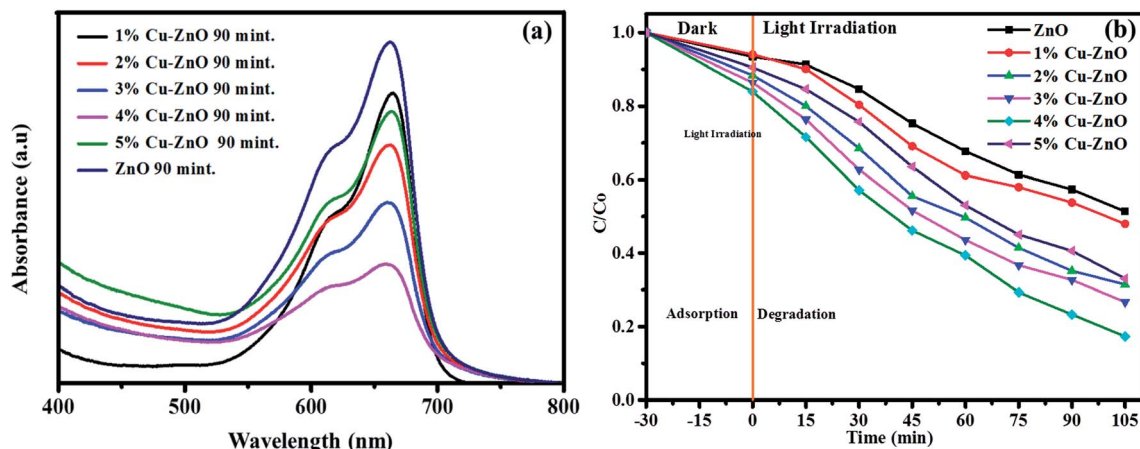 (a)
1% Cu-ZnO 90 mint.
2% Cu-ZnO 90 mint.
3% Cu-ZnO 90 mint.
4% Cu-ZnO 90 mint.
5% Cu-ZnO 90 mint.
ZnO 90 mint.
Absorbance (a.u)
400 500 600 700 800
Wavelength (nm)
Dark Light Irradiation (b)
ZnO
1% Cu-ZnO
2% Cu-ZnO
3% Cu-ZnO
4% Cu-ZnO
5% Cu-ZnO
Light Irradiation
Adsorption Degradation
C/Co
1.0
0.8
0.6
0.4
0.2
0.0
-30 -15 0 15 30 45 60 75 90 105
Time (min)